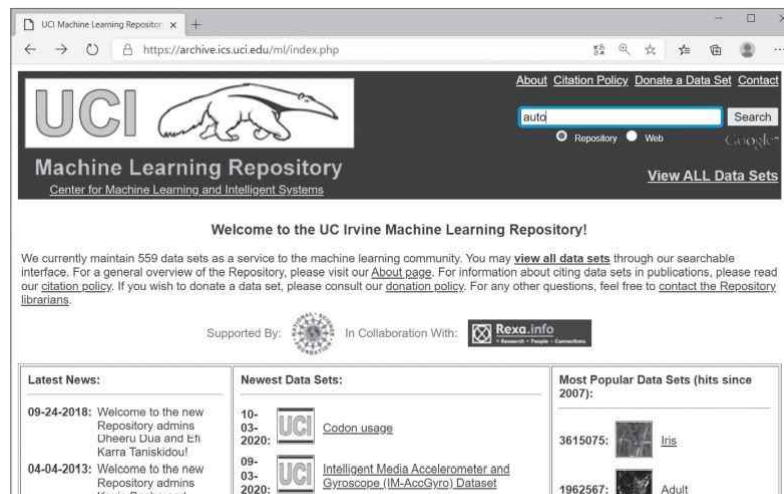 UCI Machine Learning Repositor
https://archive.ics.uci.edu/ml/index.php
About Citation Policy Donate a Data Set Contact
UCI
auto
Search
Repository Web
Google
Machine Learning Repository
Center for Machine Learning and Intelligent Systems
View ALL Data Sets
Welcome to the UC Irvine Machine Learning Repository!
We currently maintain 559 data sets as a service to the machine learning community. You may view all data sets through our searchable
interface. For a general overview of the Repository, please visit our About page. For information about citing data sets in publications, please read
our citation policy. If you wish to donate a data set, please consult our donation policy. For any other questions, feel free to contact the Repository
librarians.
Supported By:
In Collaboration With:
Rexa.info
Research People Connections
Latest News:
09-24-2018: Welcome to the new
Repository admins
Dheeru Dua and Efi
Karra Taniskidou!
04-04-2013: Welcome to the new
Repository admins
Newest Data Sets:
10-
03-
2020:
UCI
Codon usage
09-
03-
2020:
UCI
Intelligent Media Accelerometer and
Gyroscope (IM-AccGyro) Dataset
Most Popular Data Sets (hits since
2007):
3615075:
Iris
1962567:
Adult